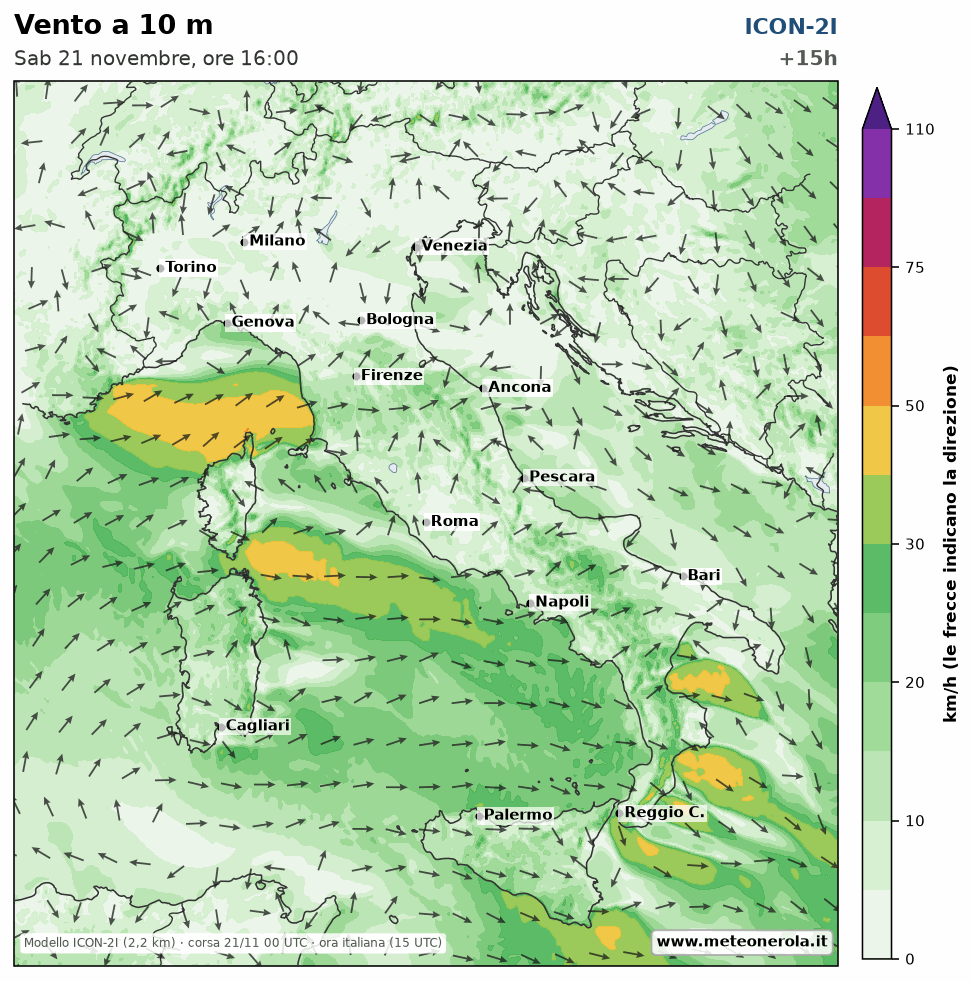 Vento a 10 m
ICON-2I
Sab 21 novembre, ore 16:00
+15h
110
75
50
30
20
10
0
km/h (le frecce indicano la direzione)
Milano
Venezia
Torino
Genova
Bologna
Firenze
Ancona
Pescara
Roma
Bari
Napoli
Cagliari
Palermo
Reggio C.
Modello ICON-2I (2,2 km) · corsa 21/11 00 UTC · ora italiana (15 UTC)
www.meteonerola.it